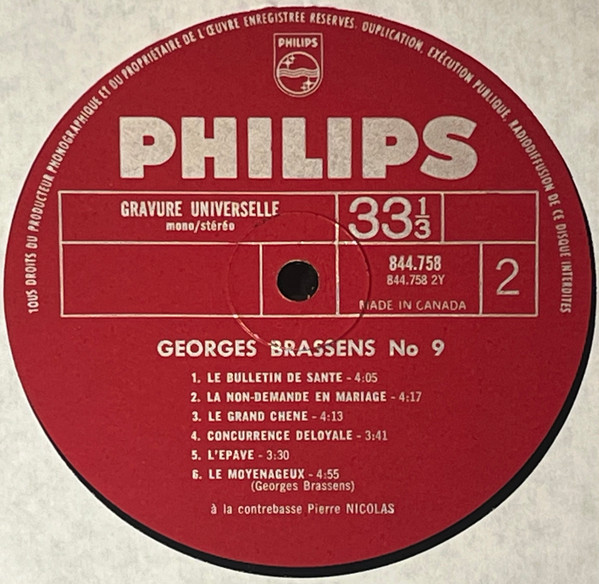 TOUS DROITS DU PRODUCTEUR PHONOGRAPHIQUE ET DU PROPRIÉTAIRE DE L'ŒUVRE ENREGISTREE RESERVES. DUPLICATION, EXÉCUTION PUBLIQUE, RADIODIFFUSION DE CE DISQUE INTERDITES
PHILIPS
PHILIPS
GRAVURE UNIVERSELLE
mono/stéréo
33 1/3
844.758
844.758 2Y
2
MADE IN CANADA
GEORGES BRASSENS No 9
1. LE BULLETIN DE SANTE - 4:05
2. LA NON-DEMANDE EN MARIAGE - 4:17
3. LE GRAND CHENE - 4:13
4. CONCURRENCE DELOYALE - 3:41
5. L'EPAVE - 3:30
6. LE MOYENAGEUX - 4:55
(Georges Brassens)
à la contrebasse Pierre NICOLAS